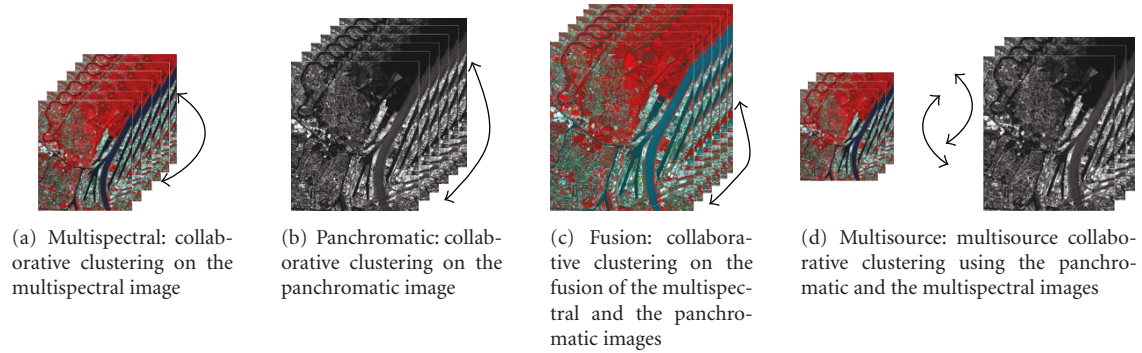 (a) Multispectral: collab-
orative clustering on the
multispectral image
(b) Panchromatic: collab-
orative clustering on the
panchromatic image
(c) Fusion: collabora-
tive clustering on the
fusion of the multispec-
tral and the panchro-
matic images
(d) Multisource: multisource collabo-
rative clustering using the panchro-
matic and the multispectral images